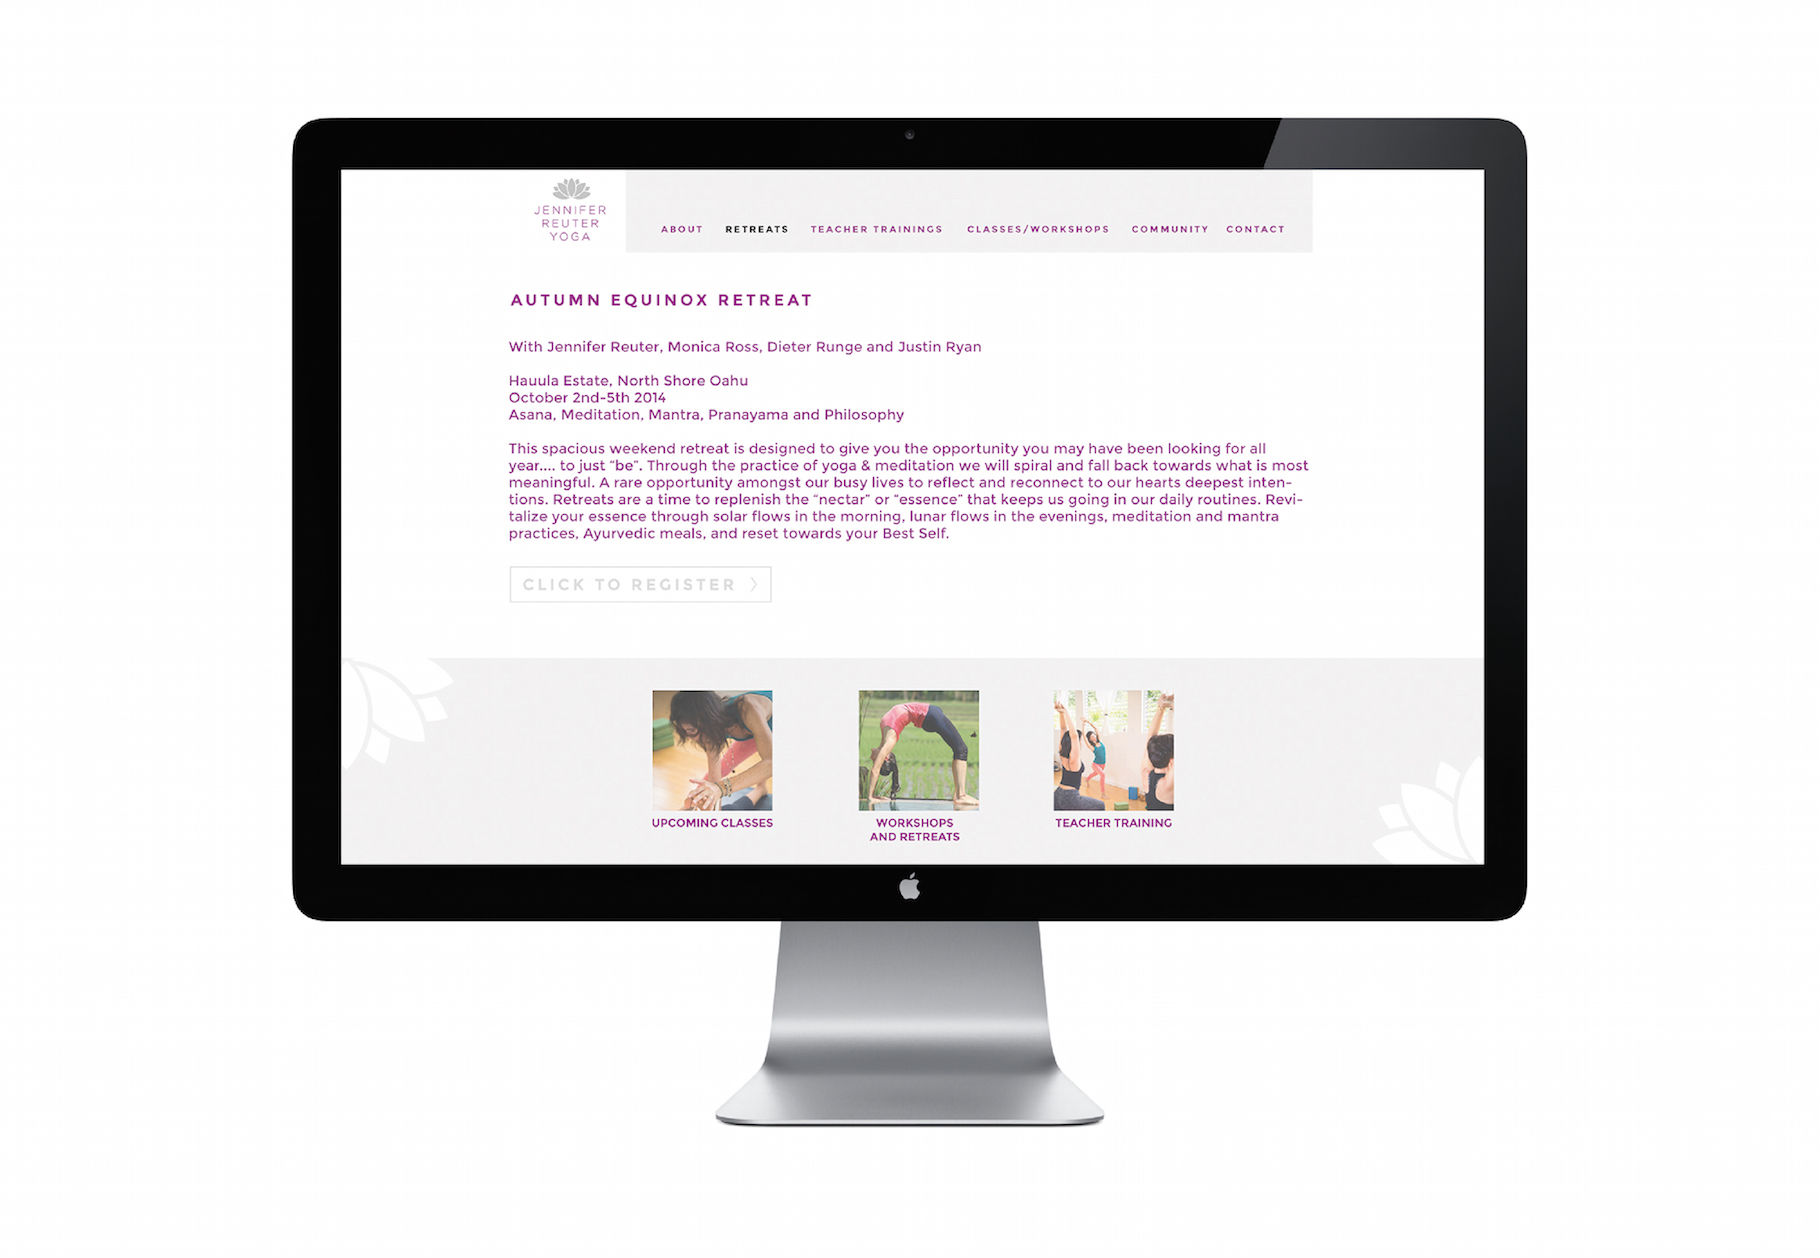 JENNIFER
REUTER
YOGA
ABOUT RETREATS TEACHER TRAININGS CLASSES/WORKSHOPS COMMUNITY CONTACT
AUTUMN EQUINOX RETREAT
With Jennifer Reuter, Monica Ross, Dieter Runge and Justin Ryan
Hauula Estate, North Shore Oahu
October 2nd-5th 2014
Asana, Meditation, Mantra, Pranayama and Philosophy
This spacious weekend retreat is designed to give you the opportunity you may have been looking for all
year.... to just “be”. Through the practice of yoga & meditation we will spiral and fall back towards what is most
meaningful. A rare opportunity amongst our busy lives to reflect and reconnect to our hearts deepest inten-
tions. Retreats are a time to replenish the “nectar” or “essence” that keeps us going in our daily routines. Revi-
talize your essence through solar flows in the morning, lunar flows in the evenings, meditation and mantra
practices, Ayurvedic meals, and reset towards your Best Self.
CLICK TO REGISTER >
UPCOMING CLASSES
WORKSHOPS
AND RETREATS
TEACHER TRAINING